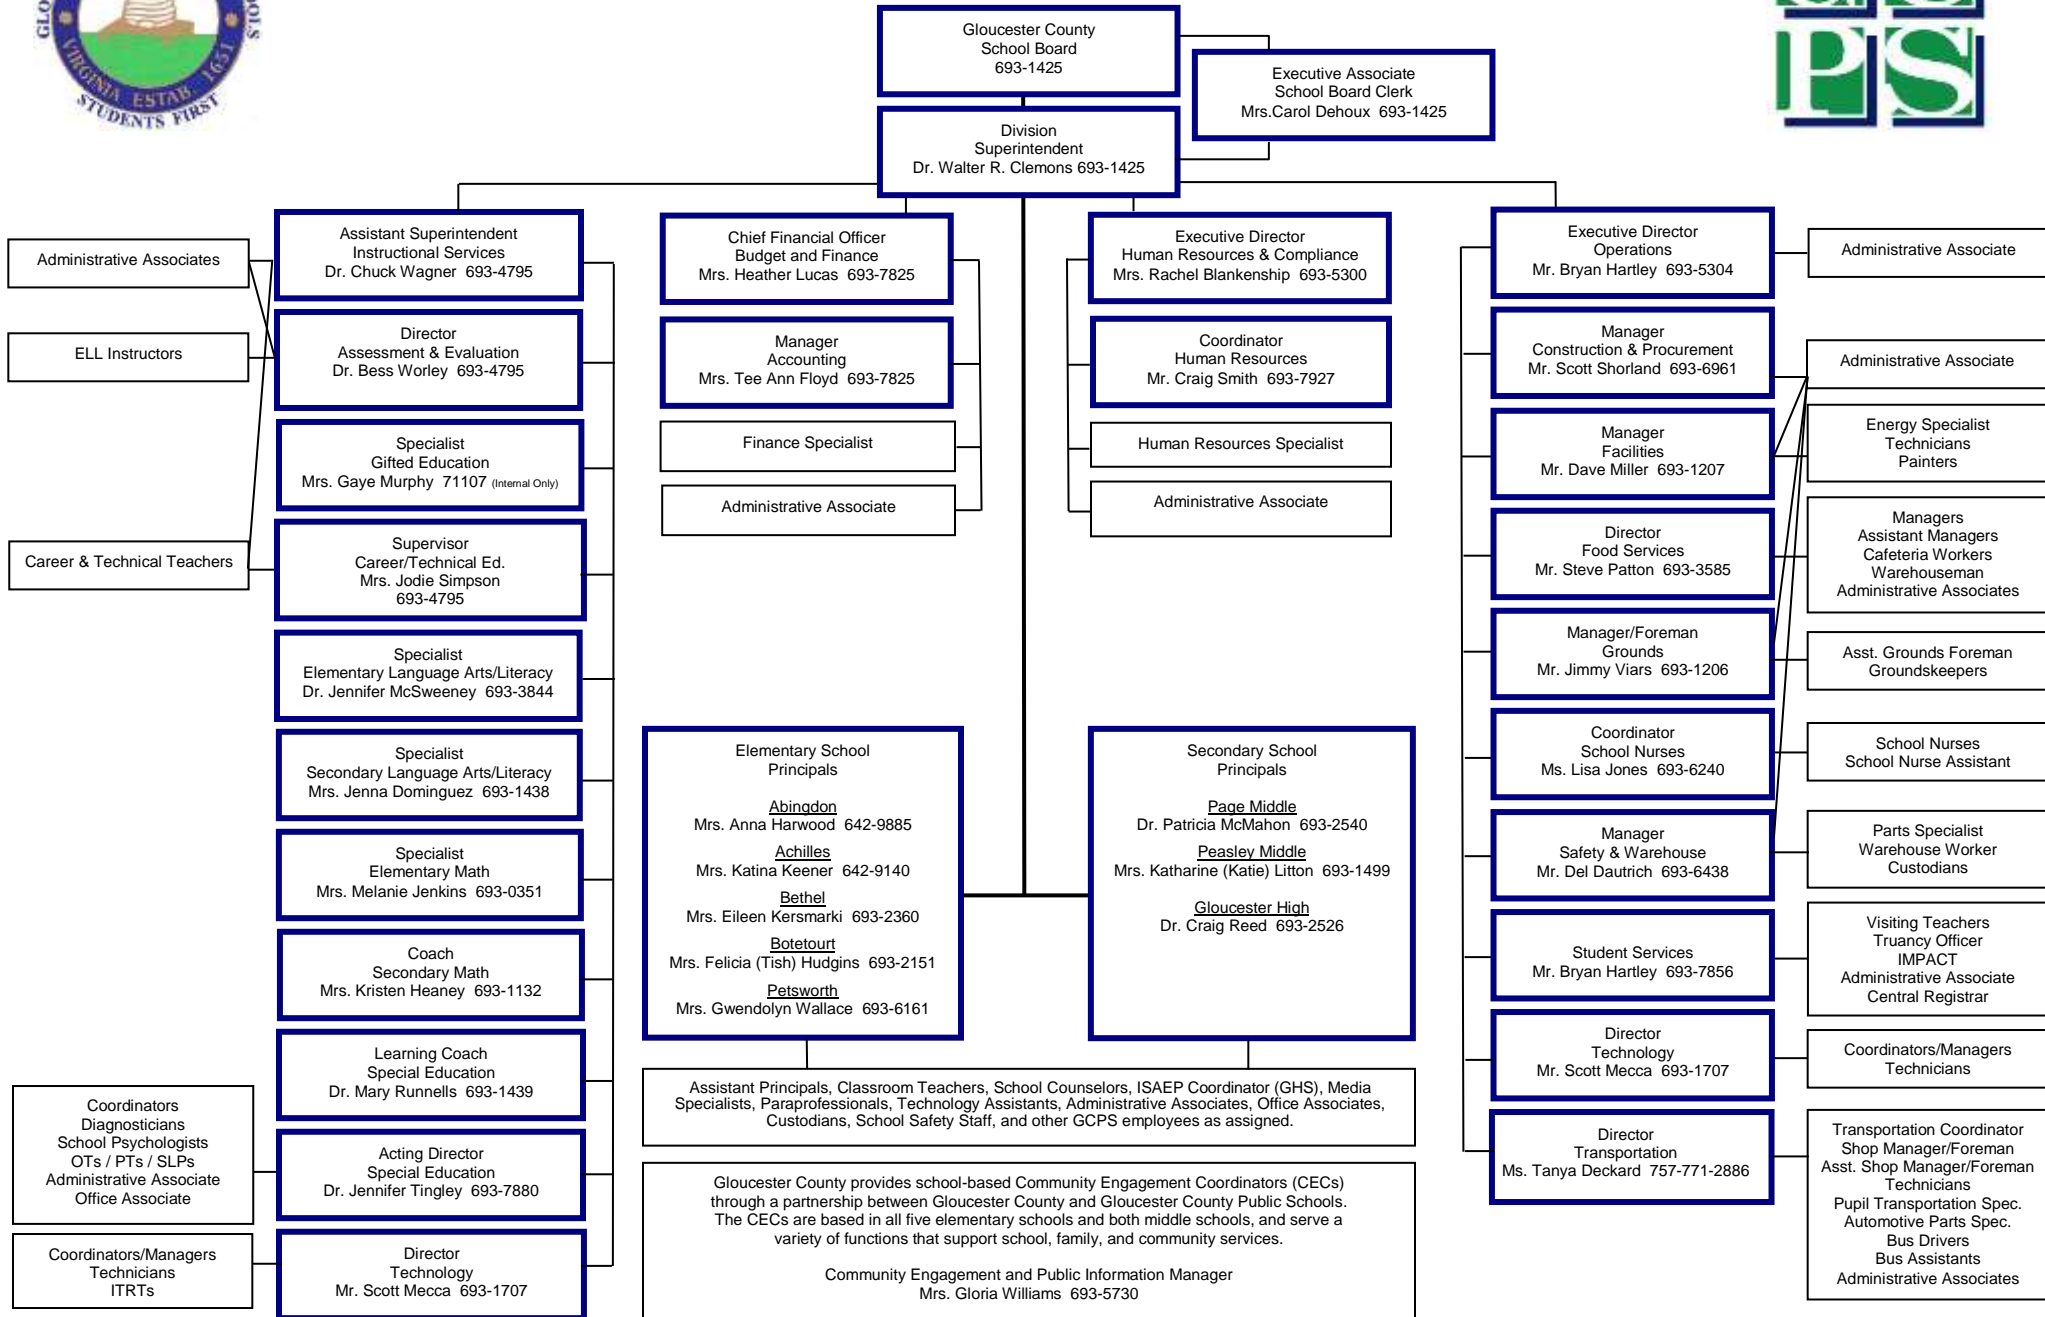 GLO
OOLS
VIRGINIA ESTAB. 1651
STUDENTS FIRST
PS
Gloucester County
School Board
693-1425
Executive Associate
School Board Clerk
Mrs.Carol Dehoux 693-1425
Division
Superintendent
Dr. Walter R. Clemons 693-1425
Administrative Associates
ELL Instructors
Career & Technical Teachers
Coordinators
Diagnosticians
School Psychologists
OTs / PTs / SLPs
Administrative Associate
Office Associate
Coordinators/Managers
Technicians
ITRTs
Assistant Superintendent
Instructional Services
Dr. Chuck Wagner 693-4795
Director
Assessment & Evaluation
Dr. Bess Worley 693-4795
Specialist
Gifted Education
Mrs. Gaye Murphy 71107 (Internal Only)
Supervisor
Career/Technical Ed.
Mrs. Jodie Simpson
693-4795
Specialist
Elementary Language Arts/Literacy
Dr. Jennifer McSweeney 693-3844
Specialist
Secondary Language Arts/Literacy
Mrs. Jenna Dominguez 693-1438
Specialist
Elementary Math
Mrs. Melanie Jenkins 693-0351
Coach
Secondary Math
Mrs. Kristen Heaney 693-1132
Learning Coach
Special Education
Dr. Mary Runnells 693-1439
Acting Director
Special Education
Dr. Jennifer Tingley 693-7880
Director
Technology
Mr. Scott Mecca 693-1707
Chief Financial Officer
Budget and Finance
Mrs. Heather Lucas 693-7825
Manager
Accounting
Mrs. Tee Ann Floyd 693-7825
Finance Specialist
Administrative Associate
Executive Director
Human Resources & Compliance
Mrs. Rachel Blankenship 693-5300
Coordinator
Human Resources
Mr. Craig Smith 693-7927
Human Resources Specialist
Administrative Associate
Elementary School
Principals
Abingdon
Mrs. Anna Harwood 642-9885
Achilles
Mrs. Katina Keener 642-9140
Bethel
Mrs. Eileen Kersmarki 693-2360
Botetourt
Mrs. Felicia (Tish) Hudgins 693-2151
Petsworth
Mrs. Gwendolyn Wallace 693-6161
Secondary School
Principals
Page Middle
Dr. Patricia McMahon 693-2540
Peasley Middle
Mrs. Katharine (Katie) Litton 693-1499
Gloucester High
Dr. Craig Reed 693-2526
Assistant Principals, Classroom Teachers, School Counselors, ISAEP Coordinator (GHS), Media
Specialists, Paraprofessionals, Technology Assistants, Administrative Associates, Office Associates,
Custodians, School Safety Staff, and other GCPS employees as assigned.
Gloucester County provides school-based Community Engagement Coordinators (CECs)
through a partnership between Gloucester County and Gloucester County Public Schools.
The CECs are based in all five elementary schools and both middle schools, and serve a
variety of functions that support school, family, and community services.
Community Engagement and Public Information Manager
Mrs. Gloria Williams 693-5730
Executive Director
Operations
Mr. Bryan Hartley 693-5304
Manager
Construction & Procurement
Mr. Scott Shorland 693-6961
Manager
Facilities
Mr. Dave Miller 693-1207
Director
Food Services
Mr. Steve Patton 693-3585
Manager/Foreman
Grounds
Mr. Jimmy Viars 693-1206
Coordinator
School Nurses
Ms. Lisa Jones 693-6240
Manager
Safety & Warehouse
Mr. Del Dautrich 693-6438
Student Services
Mr. Bryan Hartley 693-7856
Director
Technology
Mr. Scott Mecca 693-1707
Director
Transportation
Ms. Tanya Deckard 757-771-2886
Administrative Associate
Administrative Associate
Energy Specialist
Technicians
Painters
Managers
Assistant Managers
Cafeteria Workers
Warehouseman
Administrative Associates
Asst. Grounds Foreman
Groundskeepers
School Nurses
School Nurse Assistant
Parts Specialist
Warehouse Worker
Custodians
Visiting Teachers
Truancy Officer
IMPACT
Administrative Associate
Central Registrar
Coordinators/Managers
Technicians
Transportation Coordinator
Shop Manager/Foreman
Asst. Shop Manager/Foreman
Technicians
Pupil Transportation Spec.
Automotive Parts Spec.
Bus Drivers
Bus Assistants
Administrative Associates